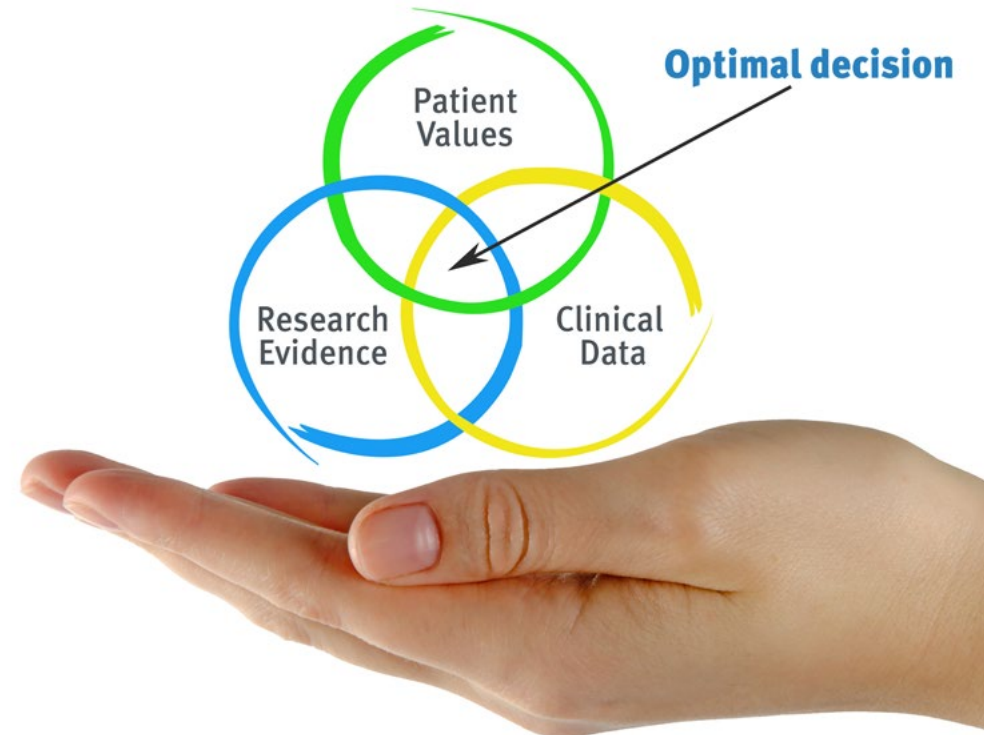 Optimal decision
Patient
Values
Research
Evidence
Clinical
Data